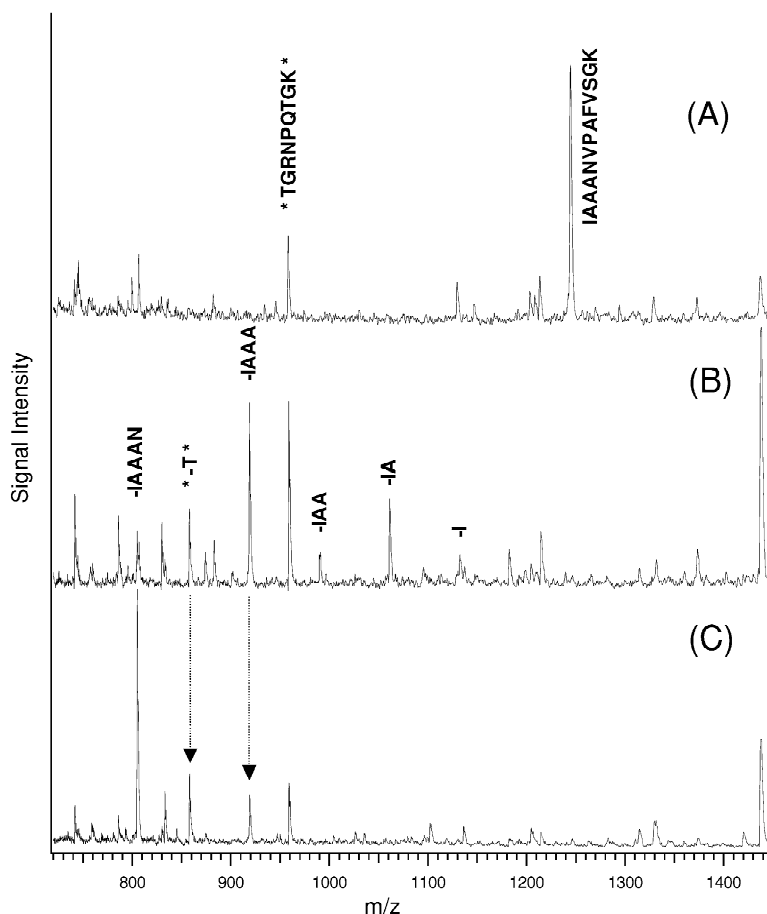 * TGRNPQTGK *
IAAANVPAFVSGK
(A)
-IAAAN
* -T *
-IAAA
-IAA
-IA
-I
(B)
(C)
Signal Intensity
800 900 1000 1100 1200 1300 1400
m/z